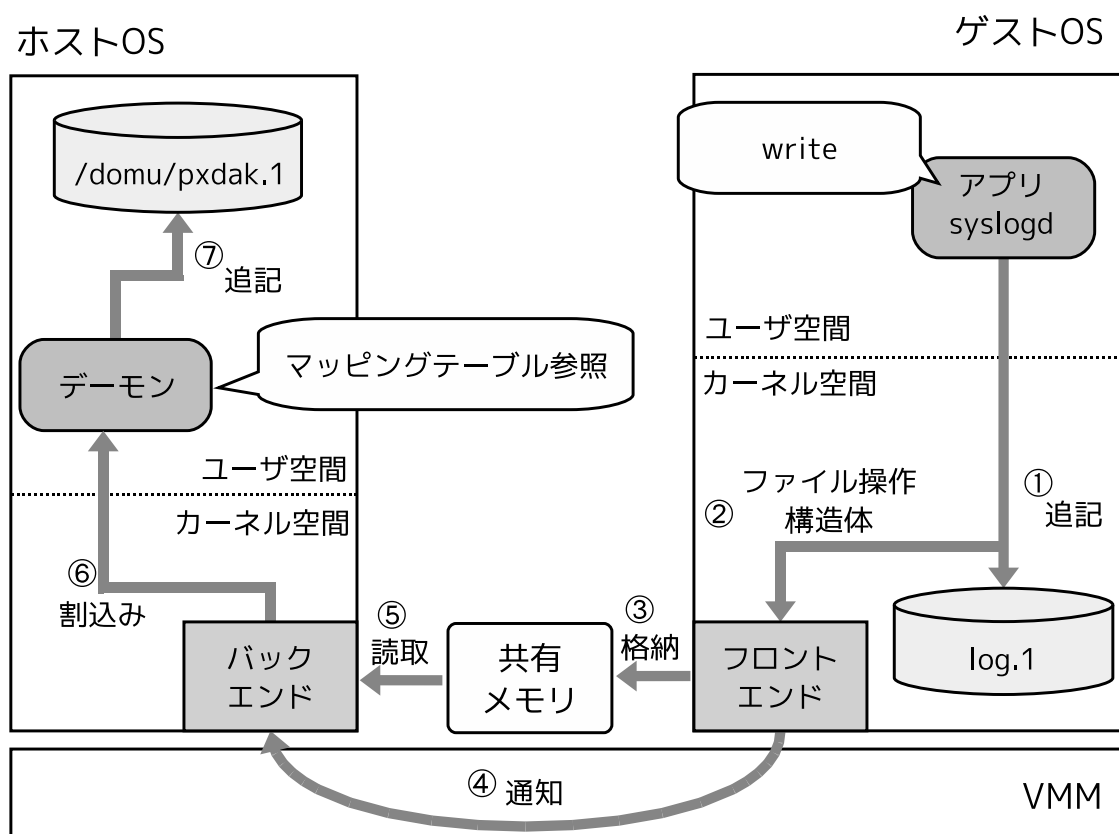 ホストOS
ゲストOS
/domu/pxdak.1
write
アプリ
syslogd
⑦
追記
ユーザ空間
カーネル空間
マッピングテーブル参照
デーモン
ユーザ空間
カーネル空間
②
ファイル操作
構造体
①
追記
⑥
割込み
バック
エンド
⑤
読取
共有
メモリ
③
格納
フロント
エンド
log.1
④ 通知
VMM